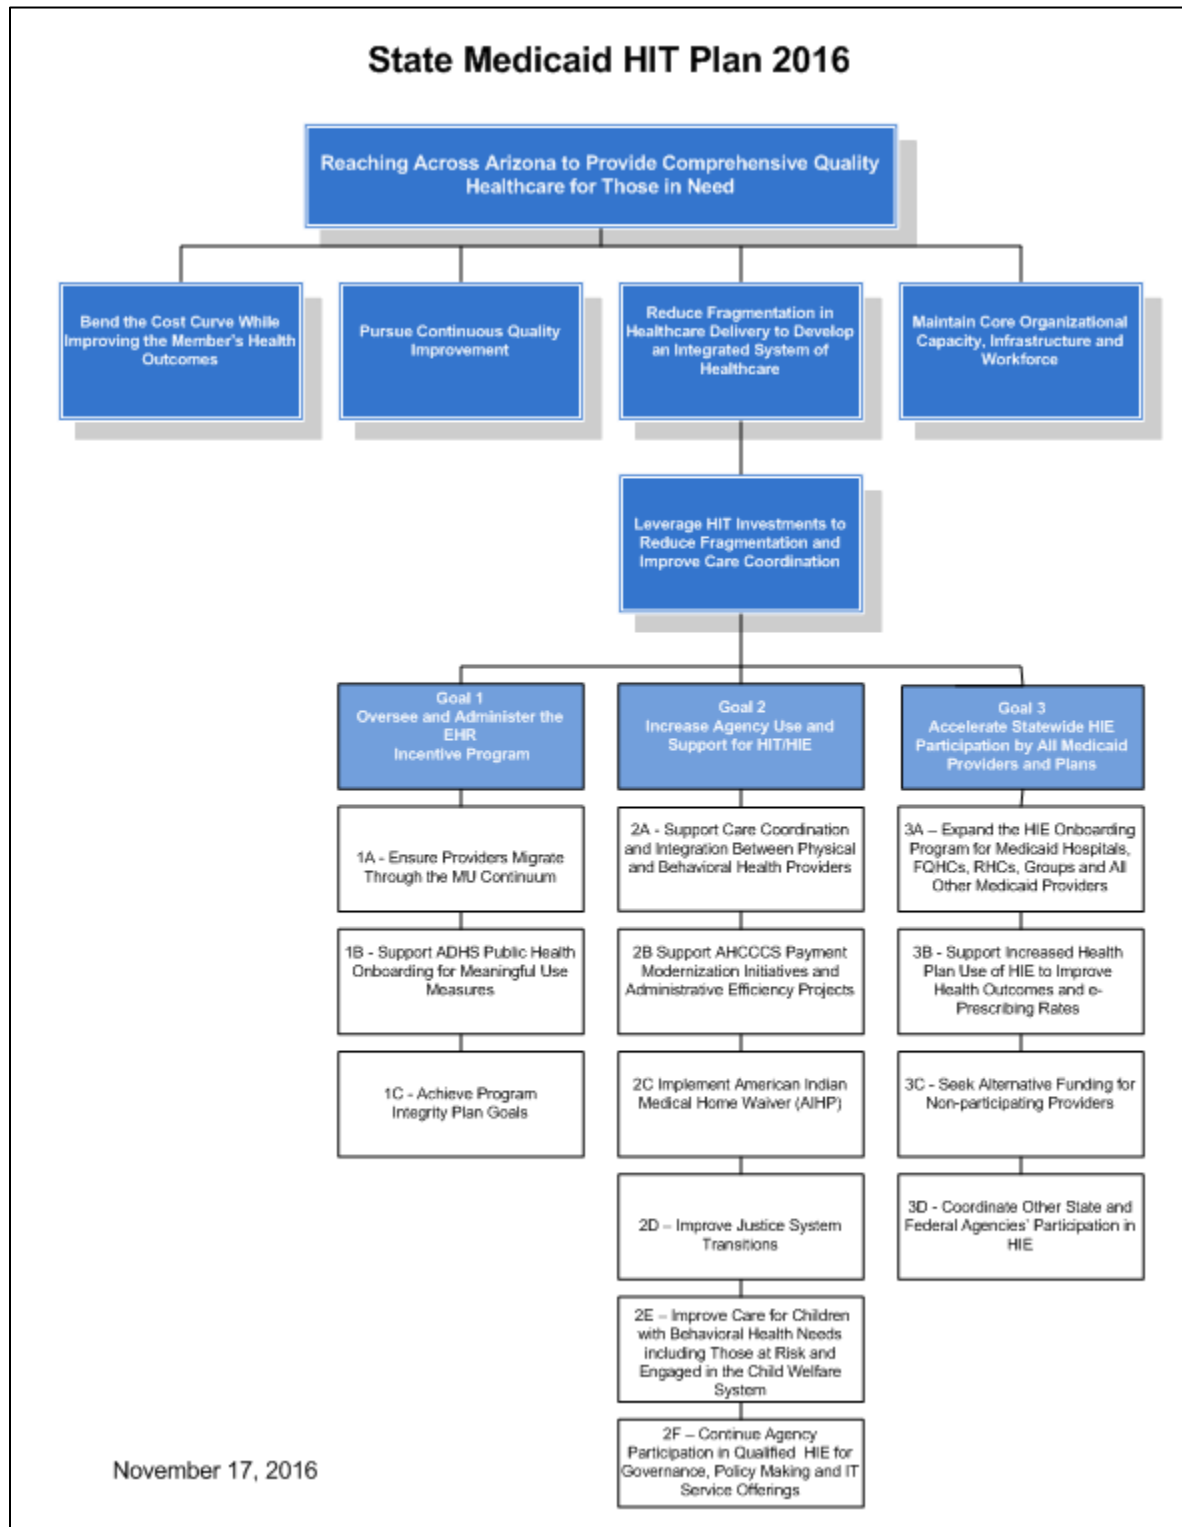 State Medicaid HIT Plan 2016
Reaching Across Arizona to Provide Comprehensive Quality
Healthcare for Those in Need
Bend the Cost Curve While
Improving the Member's Health
Outcomes
Pursue Continuous Quality
Improvement
Reduce Fragmentation in
Healthcare Delivery to Develop
an Integrated System of
Healthcare
Maintain Core Organizational
Capacity, Infrastructure and
Workforce
Leverage HIT Investments to
Reduce Fragmentation and
Improve Care Coordination
Goal 1
Oversee and Administer the
EHR
Incentive Program
1A - Ensure Providers Migrate
Through the MU Continuum
1B - Support ADHS Public Health
Onboarding for Meaningful Use
Measures
1C - Achieve Program
Integrity Plan Goals
Goal 2
Increase Agency Use and
Support for HIT/HIE
2A - Support Care Coordination
and Integration Between Physical
and Behavioral Health Providers
2B Support AHCCCS Payment
Modernization Initiatives and
Administrative Efficiency Projects
2C Implement American Indian
Medical Home Waiver (AIHP)
2D – Improve Justice System
Transitions
2E – Improve Care for Children
with Behavioral Health Needs
including Those at Risk and
Engaged in the Child Welfare
System
2F – Continue Agency
Participation in Qualified HIE for
Governance, Policy Making and IT
Service Offerings
Goal 3
Accelerate Statewide HIE
Participation by All Medicaid
Providers and Plans
3A – Expand the HIE Onboarding
Program for Medicaid Hospitals,
FQHCs, RHCs, Groups and All
Other Medicaid Providers
3B - Support Increased Health
Plan Use of HIE to Improve
Health Outcomes and e-
Prescribing Rates
3C - Seek Alternative Funding for
Non-participating Providers
3D - Coordinate Other State and
Federal Agencies' Participation in
HIE
November 17, 2016